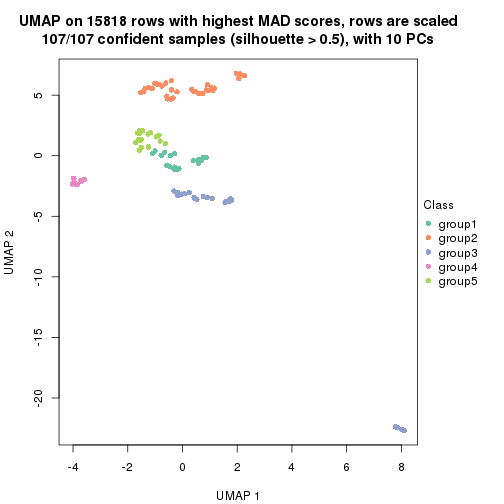 UMAP on 15818 rows with highest MAD scores, rows are scaled
107/107 confident samples (silhouette > 0.5), with 10 PCs
5
0
-5
-10
-15
-20
UMAP 2
-4
-2
0
2
4
6
8
UMAP 1
Class
group1
group2
group3
group4
group5